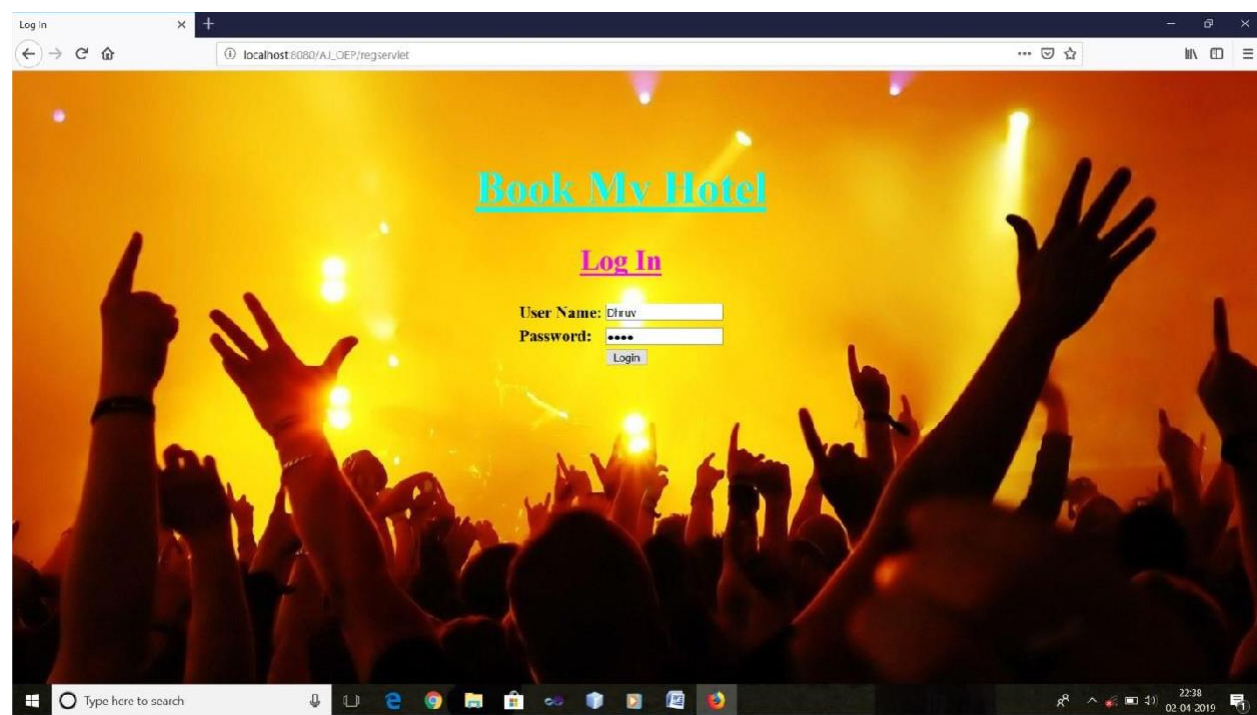 Log In
localhost:8080/AJ_OEP/regservlet
Book My Hotel
Log In
User Name: Dhruv
Password: ••••
Login
Type here to search
22:38
02-04-2019
1